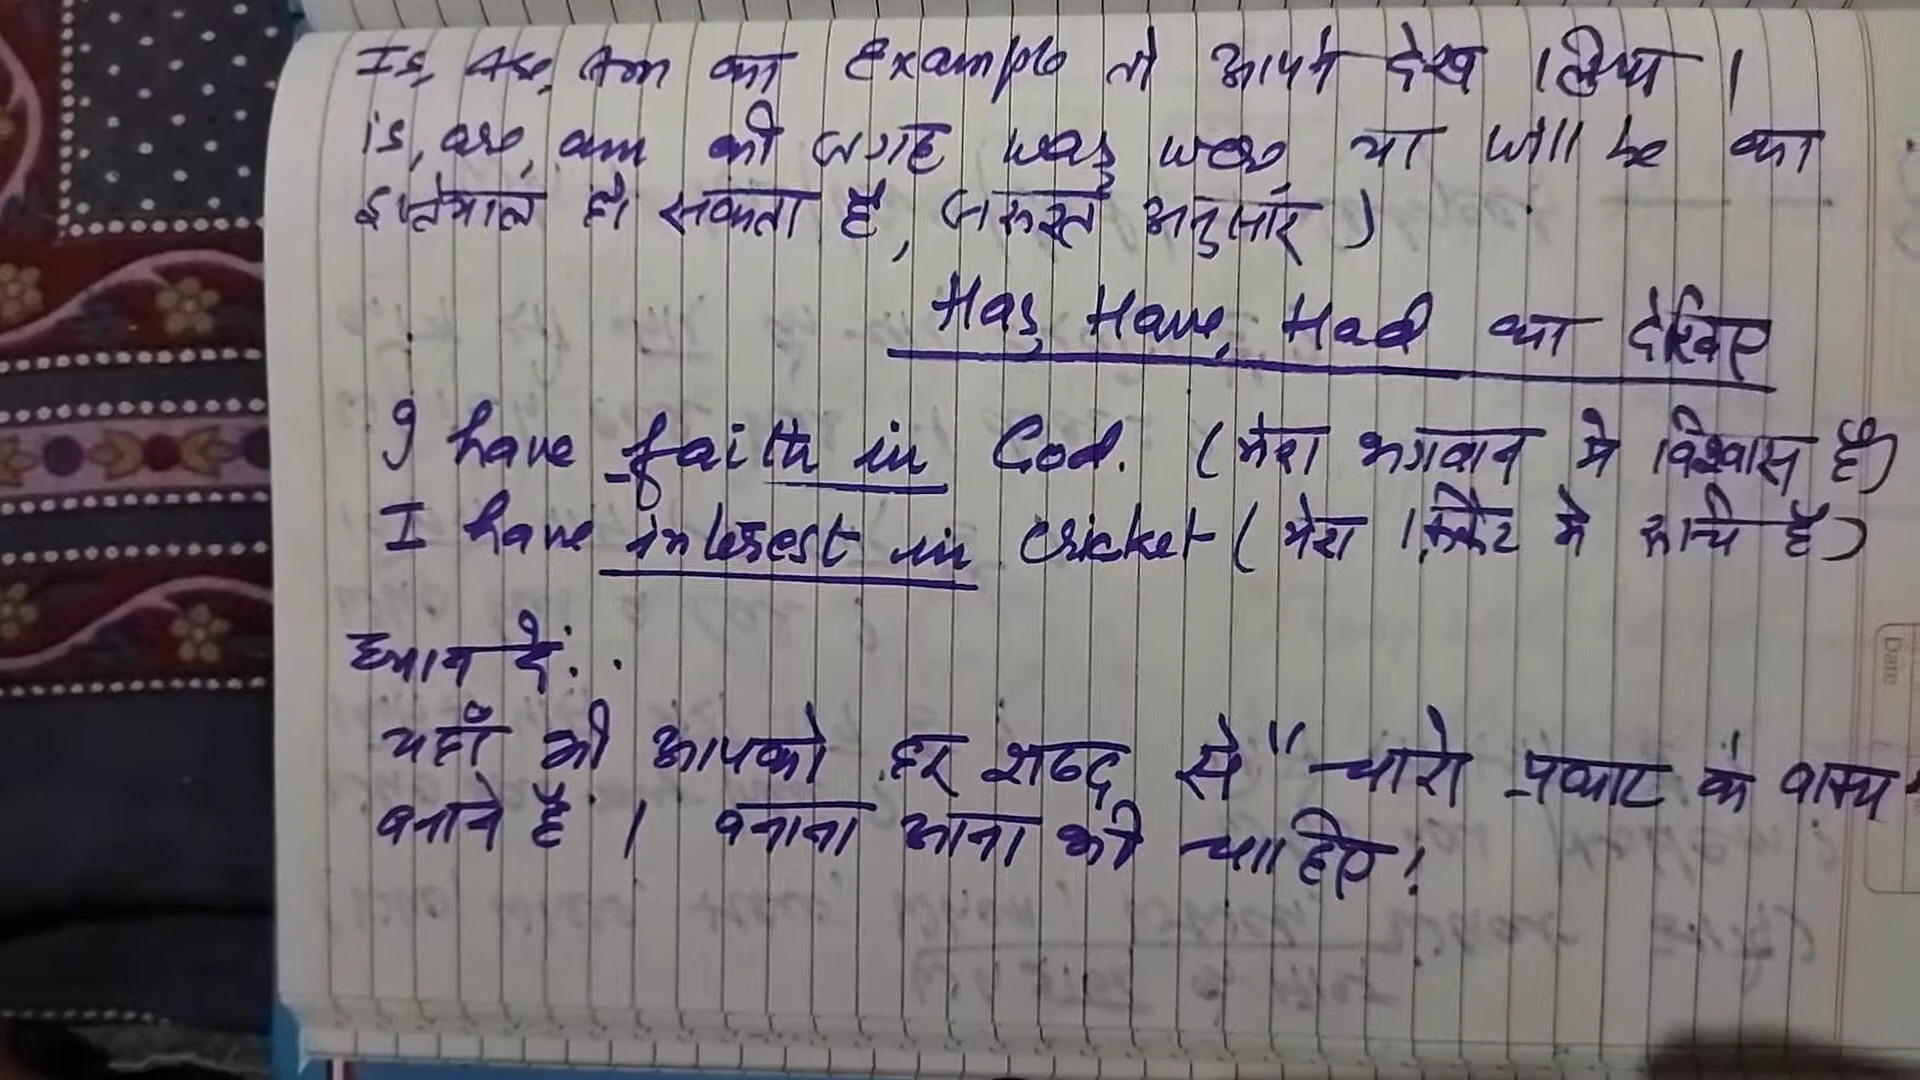 Is, Are, Am का Example तो आपने देख लिया ।
is, are, am की जगह was, were, या will be का
इस्तेमाल हो सकता है, जरूरत अनुसार ।
Has, Have, Had का देखिए
I have faith in God. (मेरा भगवान मे विश्वास है)
I have interest in cricket (मेरा क्रिकेट मे रूचि है)
ध्यान दें:
यहाँ भी आपको हर शब्द से "चारो प्रकार के वाक्य
बनाने हैं । बनाना आना भी चाहिए!
Date